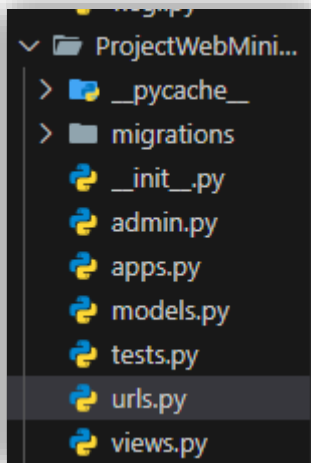 ProjectWebMini...
__pycache__
migrations
__init__.py
admin.py
apps.py
models.py
tests.py
urls.py
views.py